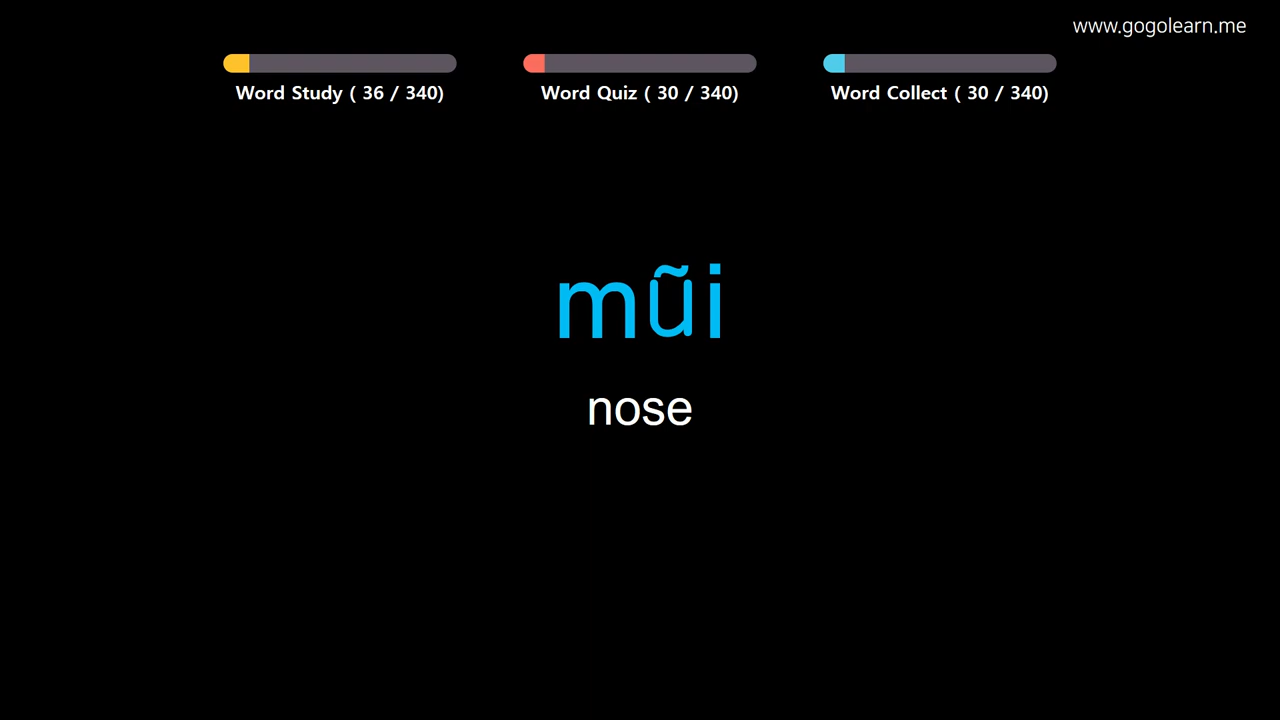 www.gogolearn.me
Word Study ( 36 / 340)
Word Quiz ( 30 / 340)
Word Collect ( 30 / 340)
mũi
nose